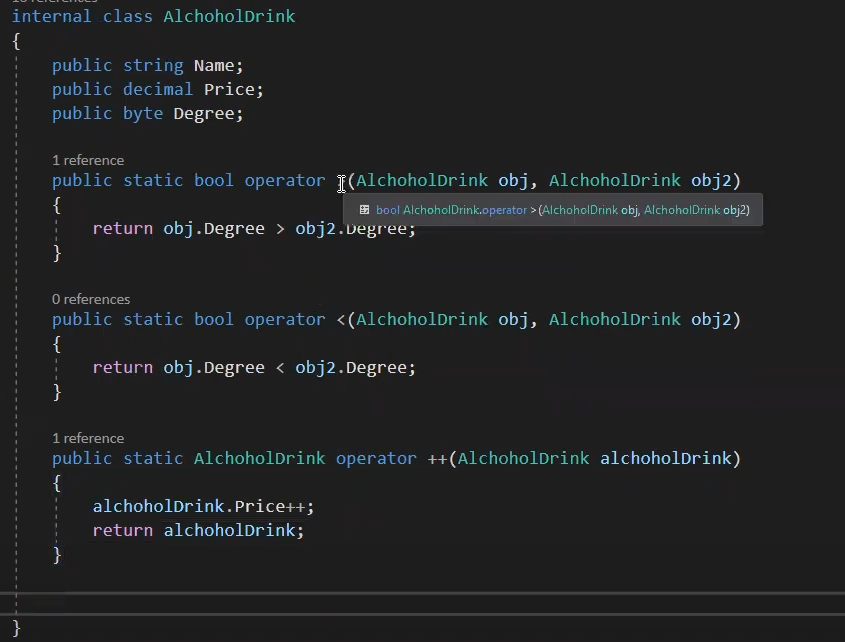 internal class AlchoholDrink
{
public string Name;
public decimal Price;
public byte Degree;
1 reference
public static bool operator >(AlchoholDrink obj, AlchoholDrink obj2)
bool AlchoholDrink.operator >(AlchoholDrink obj, AlchoholDrink obj2)
{
return obj.Degree > obj2.Degree;
}
0 references
public static bool operator <(AlchoholDrink obj, AlchoholDrink obj2)
{
return obj.Degree < obj2.Degree;
}
1 reference
public static AlchoholDrink operator ++(AlchoholDrink alchoholDrink)
{
alchoholDrink.Price++;
return alchoholDrink;
}
}